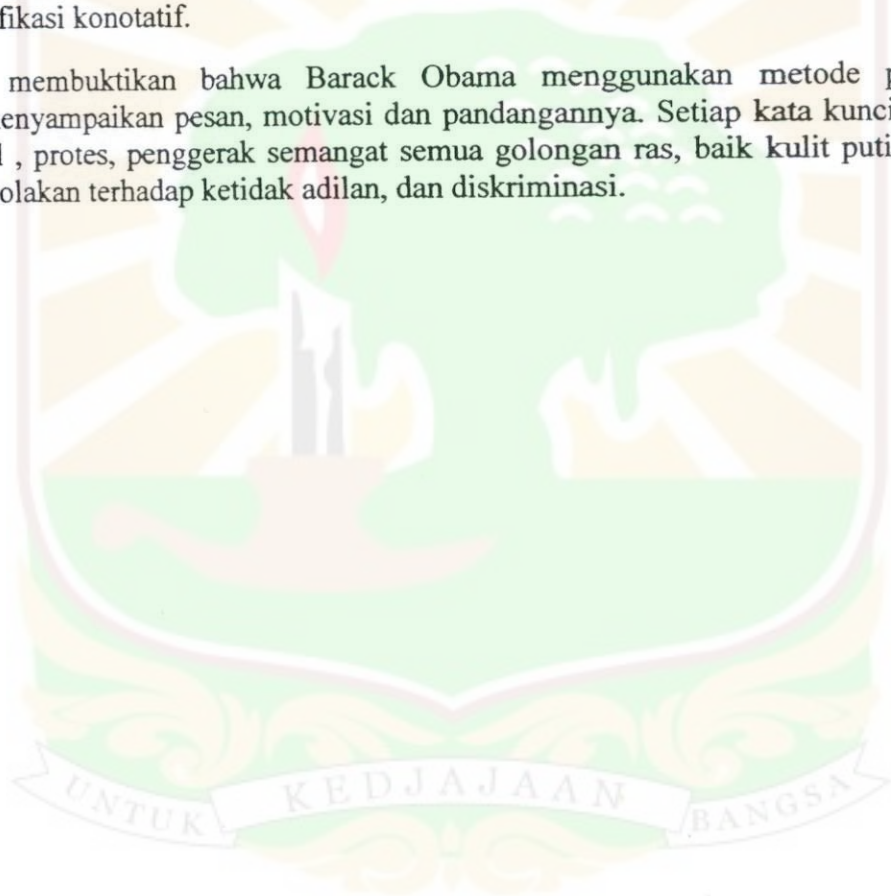 fikasi konotatif.
membuktikan bahwa Barack Obama menggunakan metode p
enyampaikan pesan, motivasi dan pandangannya. Setiap kata kunci
l , protes, penggerak semangat semua golongan ras, baik kulit puti
olakan terhadap ketidak adilan, dan diskriminasi.
UNTUK KEDJAJAAN BANGSA